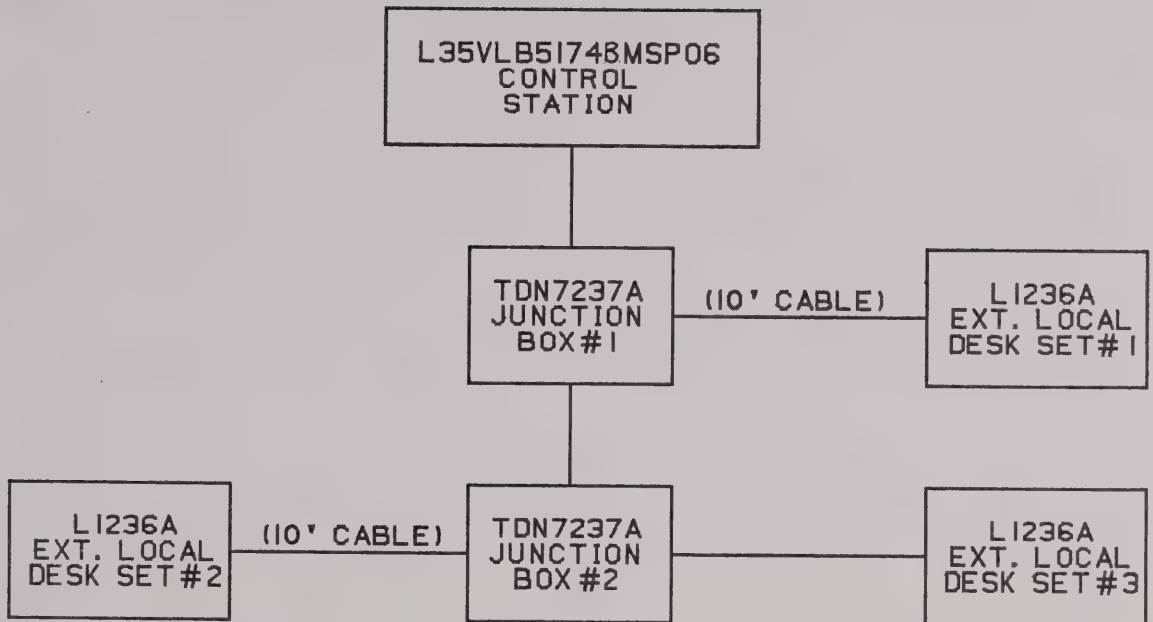 L35VLB5174BMSP06
CONTROL
STATION
TDN7237A
JUNCTION
BOX#1
(10' CABLE)
L1236A
EXT. LOCAL
DESK SET#1
L1236A
EXT. LOCAL
DESK SET#2
(10' CABLE)
TDN7237A
JUNCTION
BOX#2
L1236A
EXT. LOCAL
DESK SET#3